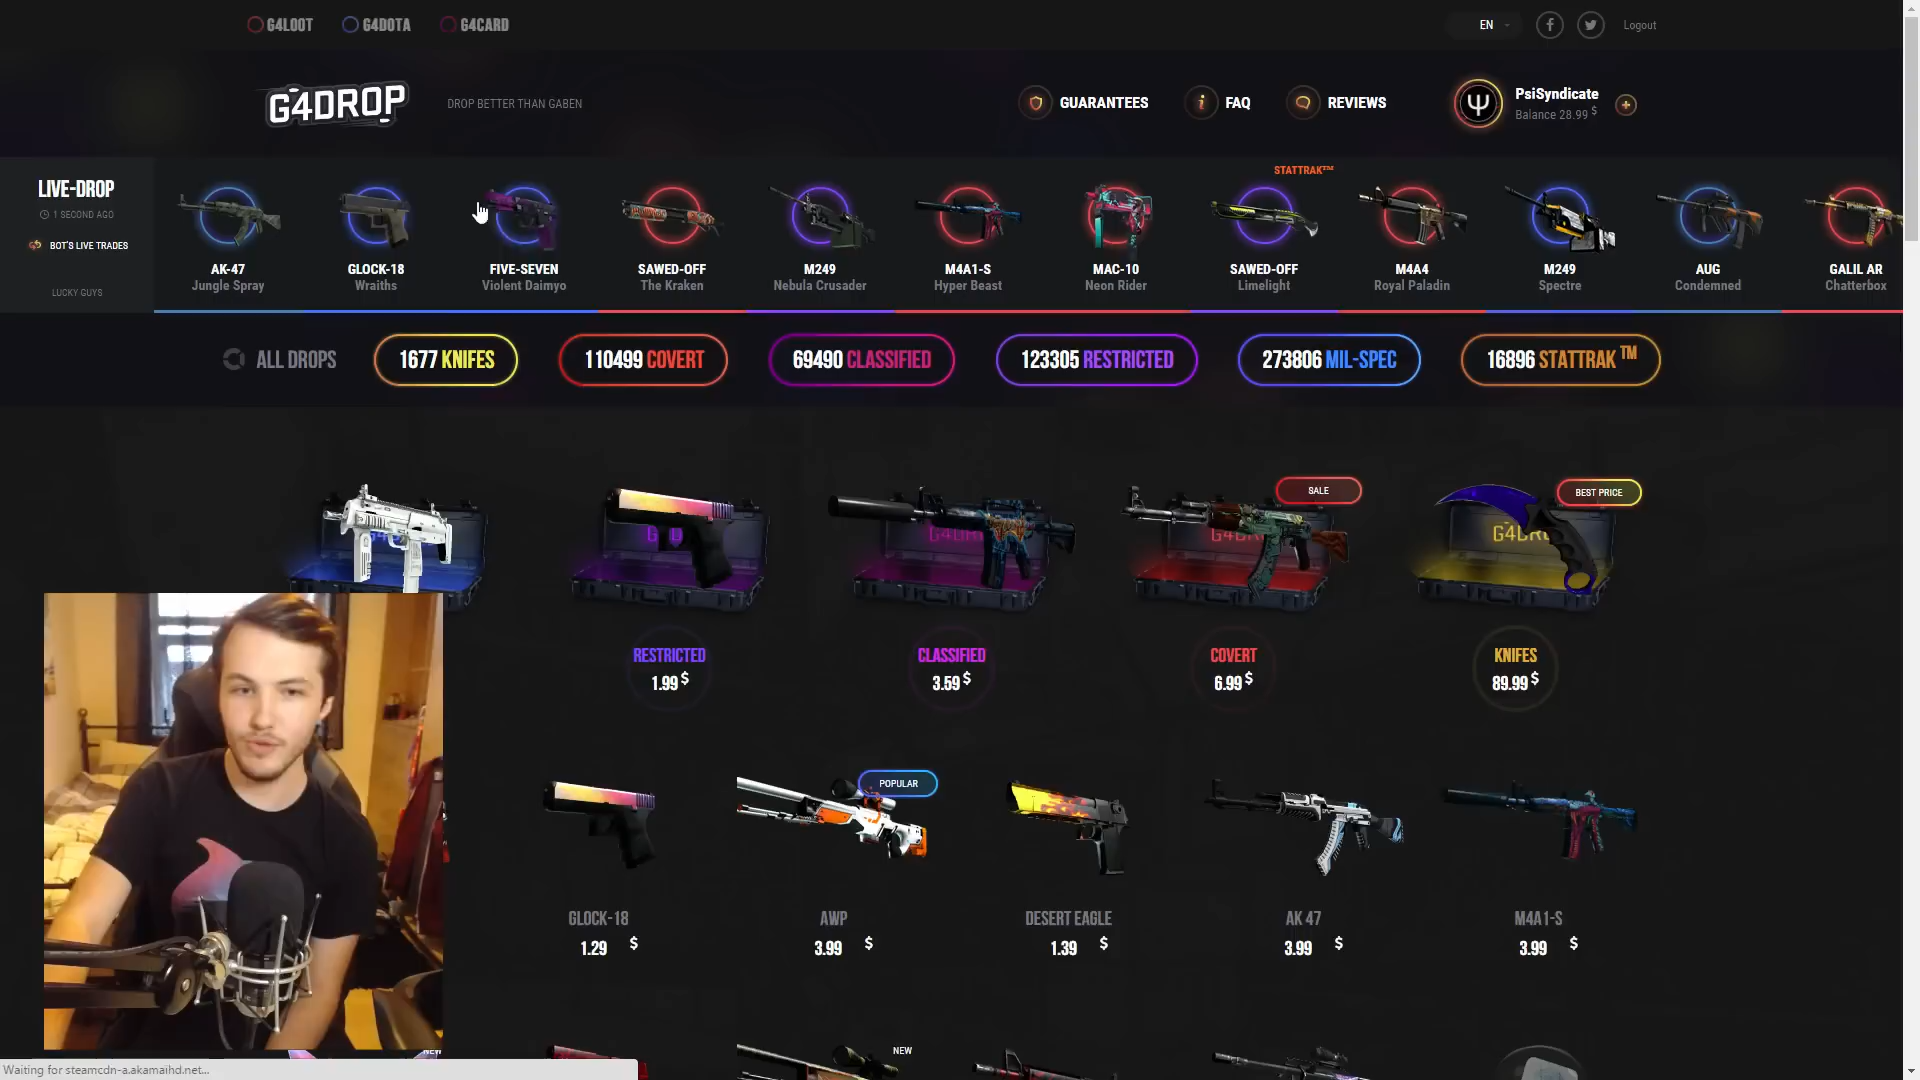 G4LOOT G4DOTA G4CARD
EN Logout
G4DROP
DROP BETTER THAN GABEN
GUARANTEES FAQ REVIEWS
PsiSyndicate
Balance 28.99 $
LIVE-DROP
1 SECOND AGO
BOT'S LIVE TRADES
LUCKY GUYS
STATTRAK™
AK-47 GLOCK-18 FIVE-SEVEN SAWED-OFF M249 M4A1-S MAC-10 SAWED-OFF M4A4 M249 AUG GALIL AR
Jungle Spray Wraiths Violent Daimyo The Kraken Nebula Crusader Hyper Beast Neon Rider Limelight Royal Paladin Spectre Condemned Chatterbox
ALL DROPS 1677 KNIFES 110499 COVERT 69490 CLASSIFIED 123305 RESTRICTED 273806 MIL-SPEC 16896 STATTRAK ™
SALE BEST PRICE
RESTRICTED CLASSIFIED COVERT KNIFES
1.99 $ 3.59 $ 6.99 $ 89.99 $
POPULAR
GLOCK-18 AWP DESERT EAGLE AK 47 M4A1-S
1.29 $ 3.99 $ 1.39 $ 3.99 $ 3.99 $
NEW NEW
Waiting for steamcdn-a.akamaihd.net...